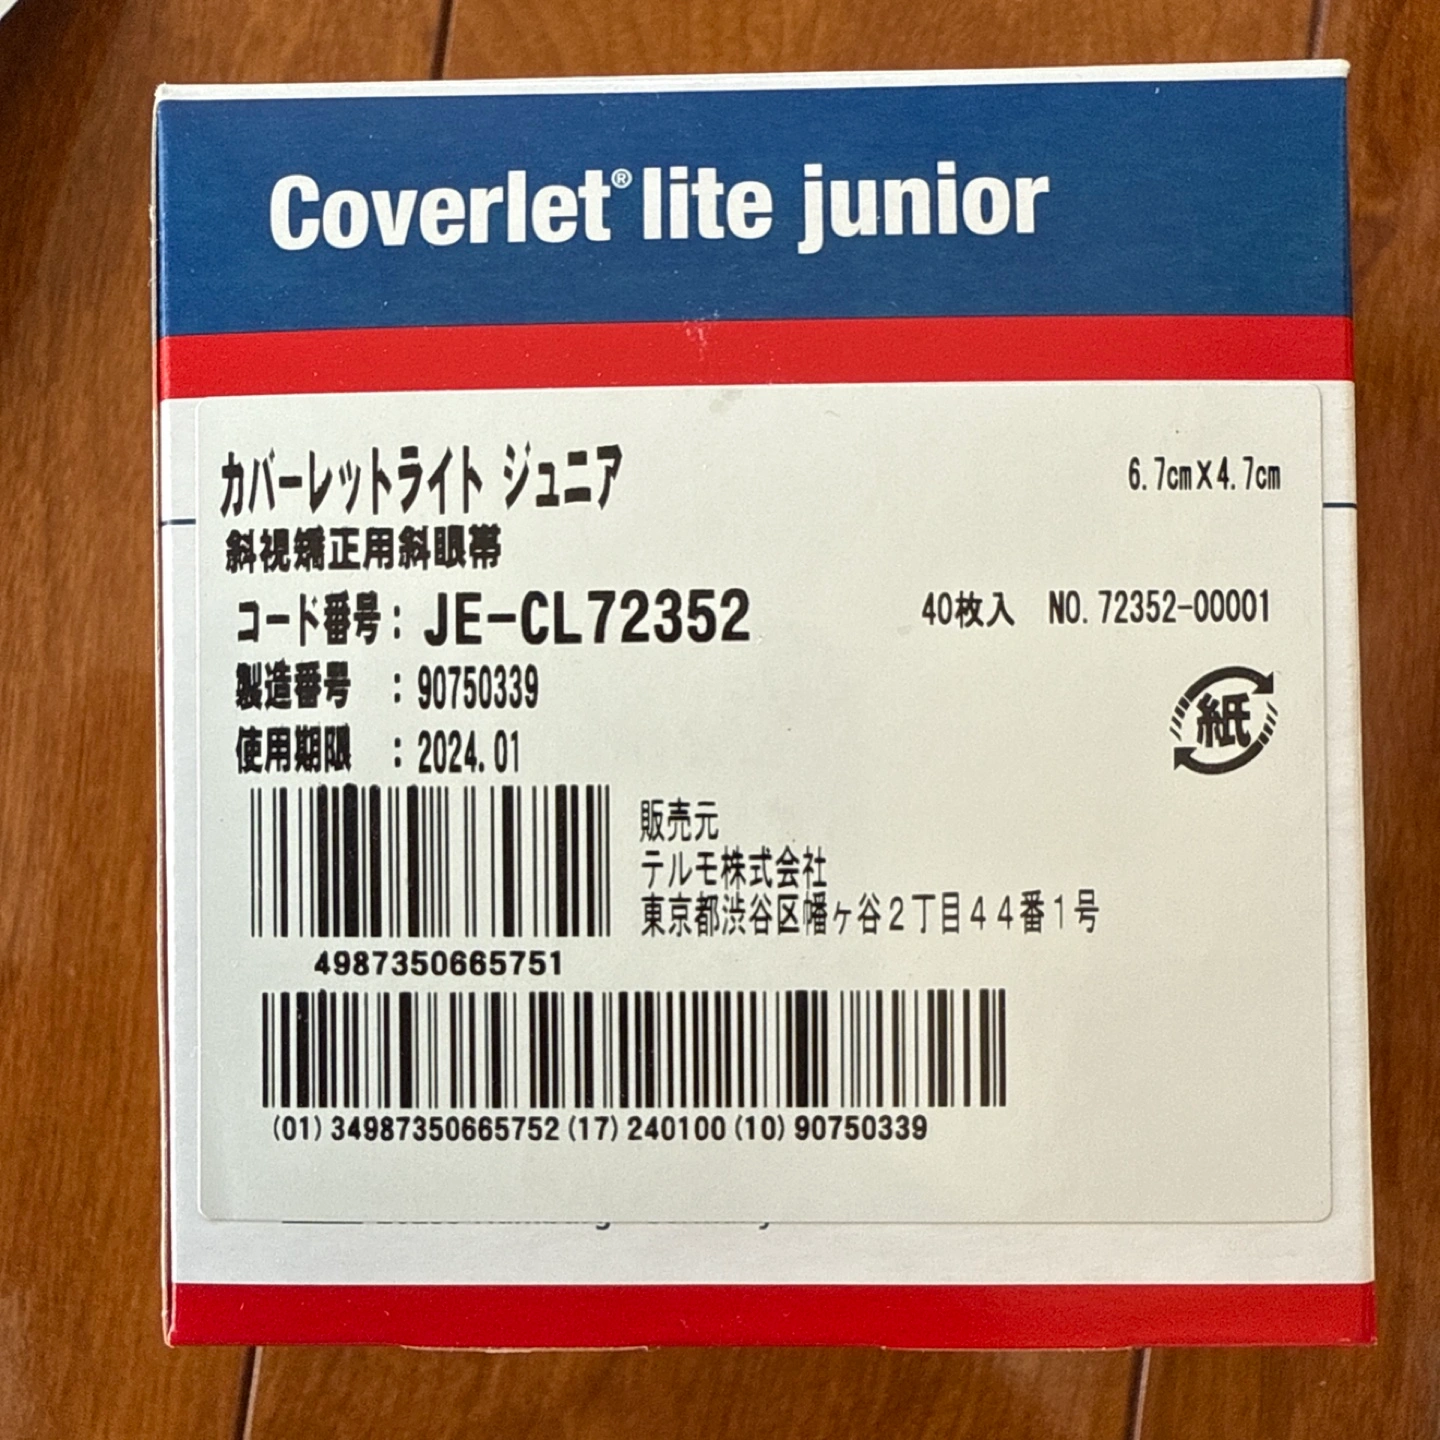 Coverlet® lite junior
カバーレットライト ジュニア
6.7cm×4.7cm
斜視矯正用斜眼帯
コード番号: JE-CL72352
40枚入 NO.72352-00001
製造番号 : 90750339
紙
使用期限 : 2024.01
販売元
テルモ株式会社
東京都渋谷区幡ヶ谷2丁目44番1号
4987350665751
(01)34987350665752(17)240100(10)90750339